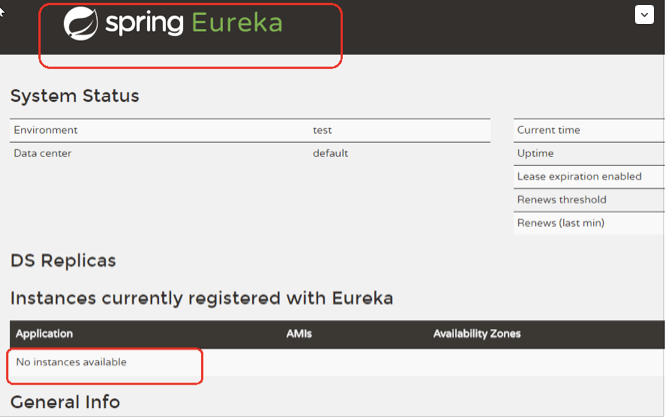 spring Eureka
System Status
Environment test Current time
Data center default Uptime
Lease expiration enabled
Renews threshold
Renews (last min)
DS Replicas
Instances currently registered with Eureka
Application AMIs Availability Zones
No instances available
General Info